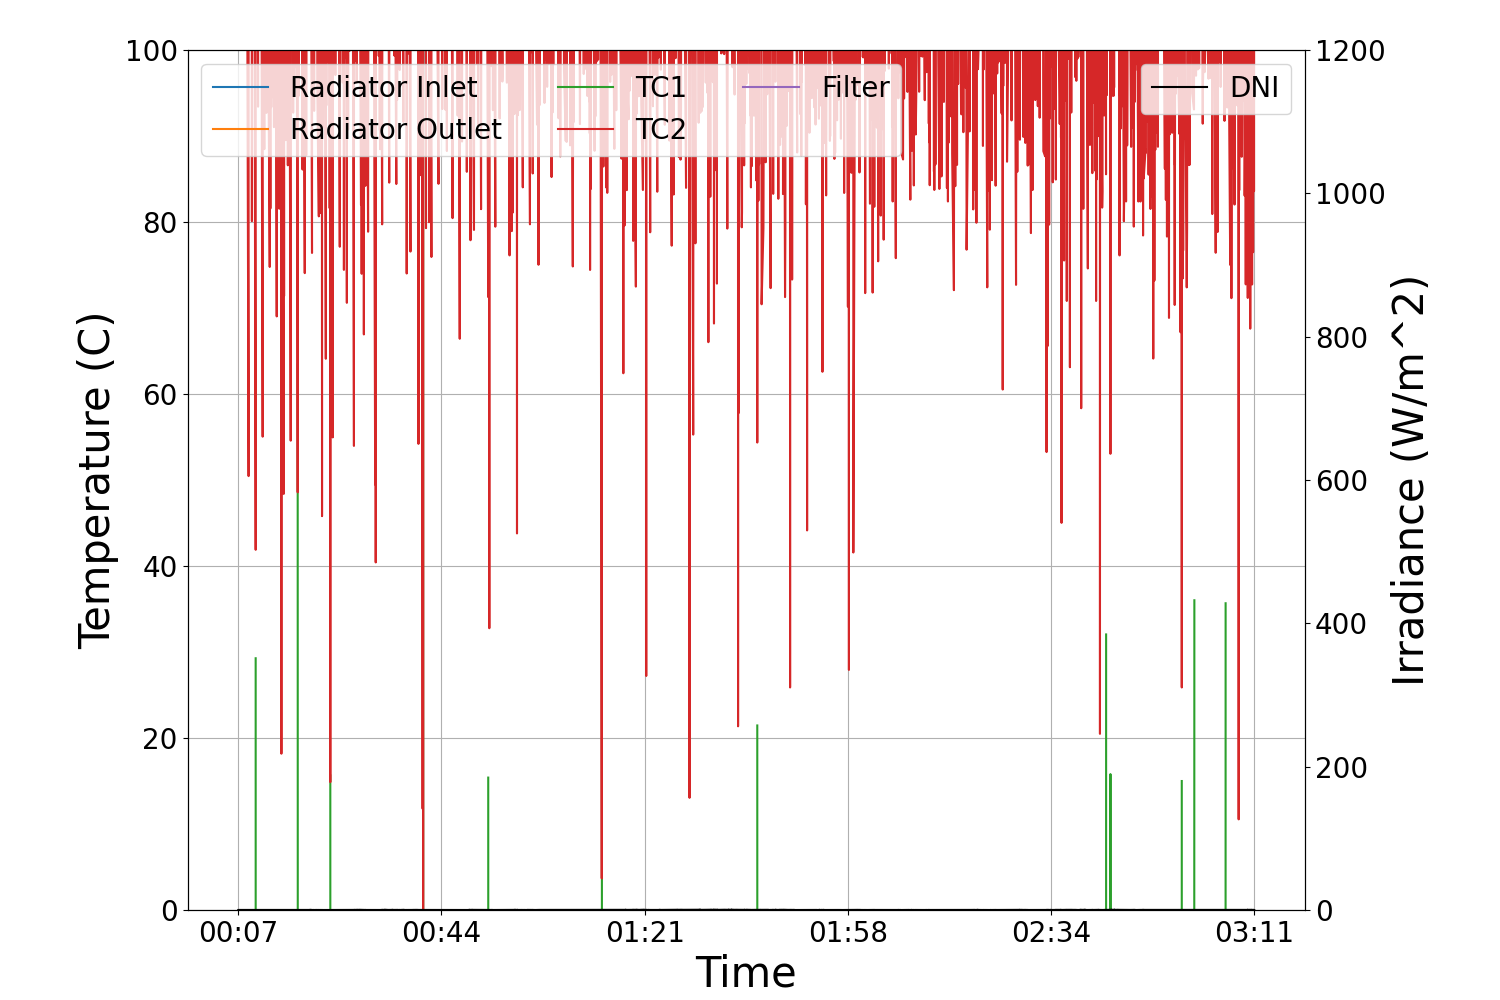 100
80
60
40
20
0
Temperature (C)
Radiator Inlet
Radiator Outlet
TC1
TC2
Filter
DNI
1200
1000
800
600
400
200
0
Irradiance (W/m^2)
00:07
00:44
01:21
01:58
02:34
03:11
Time